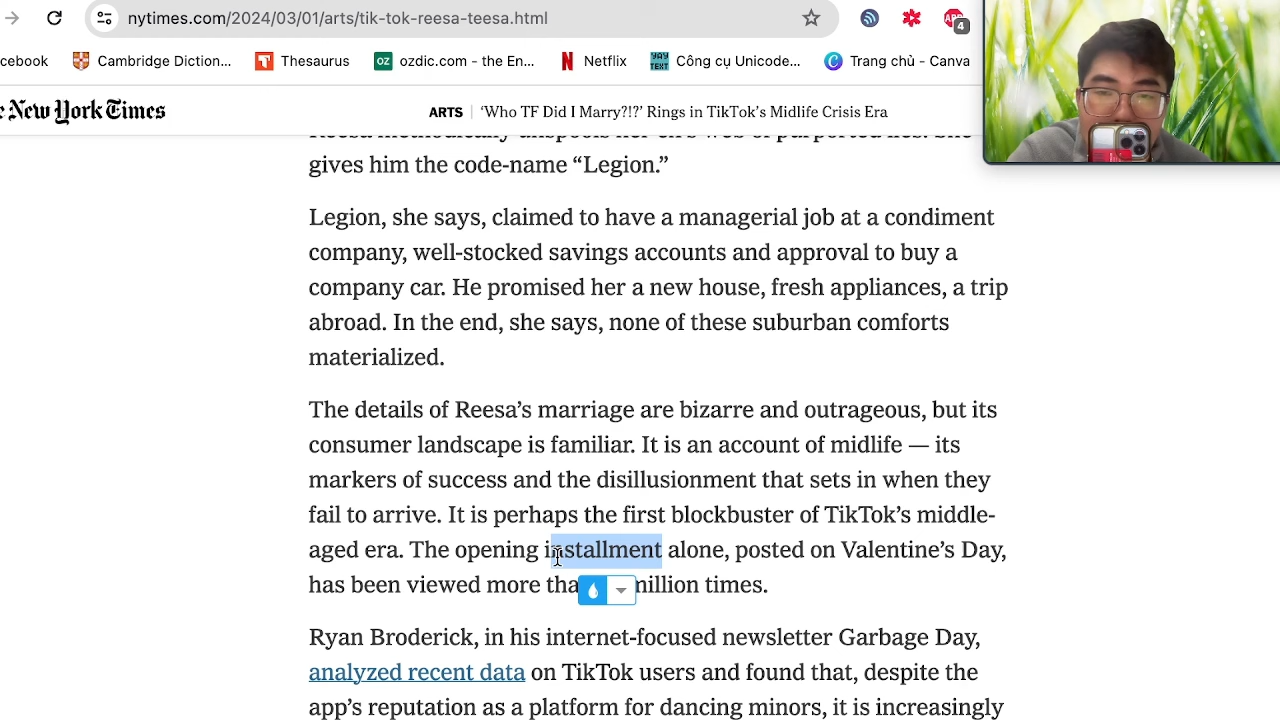 nytimes.com/2024/03/01/arts/tik-tok-reesa-teesa.html
4
cebook Cambridge Diction... Thesaurus OZ ozdic.com - the En... Netflix YAY TEXT Công cụ Unicode... Trang chủ - Canva
New York Times ARTS ‘Who TF Did I Marry?!?’ Rings in TikTok’s Midlife Crisis Era
gives him the code-name “Legion.”
Legion, she says, claimed to have a managerial job at a condiment
company, well-stocked savings accounts and approval to buy a
company car. He promised her a new house, fresh appliances, a trip
abroad. In the end, she says, none of these suburban comforts
materialized.
The details of Reesa’s marriage are bizarre and outrageous, but its
consumer landscape is familiar. It is an account of midlife — its
markers of success and the disillusionment that sets in when they
fail to arrive. It is perhaps the first blockbuster of TikTok’s middle-
aged era. The opening installment alone, posted on Valentine’s Day,
has been viewed more tha million times.
Ryan Broderick, in his internet-focused newsletter Garbage Day,
analyzed recent data on TikTok users and found that, despite the
app’s reputation as a platform for dancing minors, it is increasingly